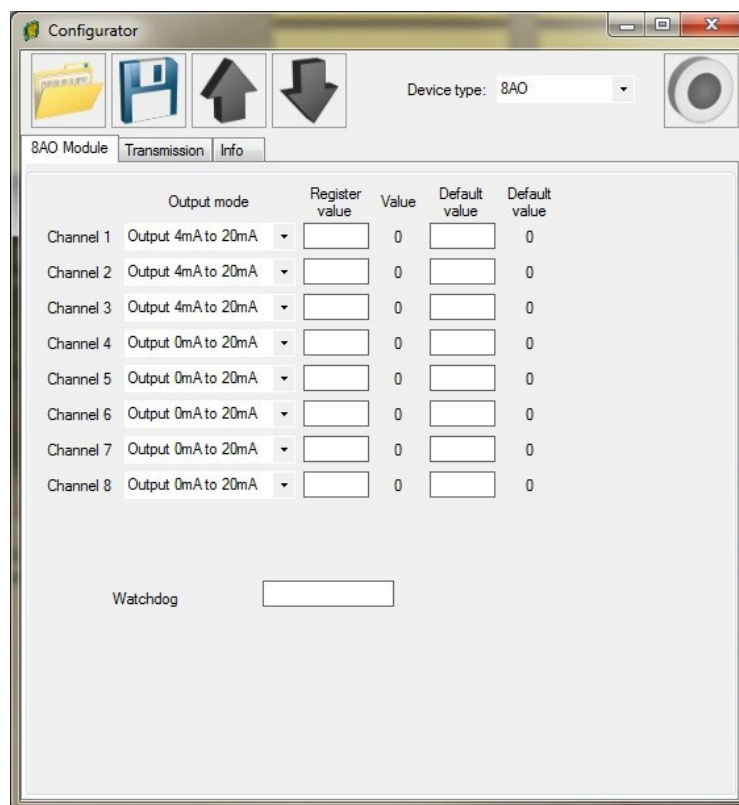 Configurator
Device type: 8AO
8AO Module Transmission Info
Output mode Register value Value Default value Default value
Channel 1 Output 4mA to 20mA 0 0
Channel 2 Output 4mA to 20mA 0 0
Channel 3 Output 4mA to 20mA 0 0
Channel 4 Output 0mA to 20mA 0 0
Channel 5 Output 0mA to 20mA 0 0
Channel 6 Output 0mA to 20mA 0 0
Channel 7 Output 0mA to 20mA 0 0
Channel 8 Output 0mA to 20mA 0 0
Watchdog